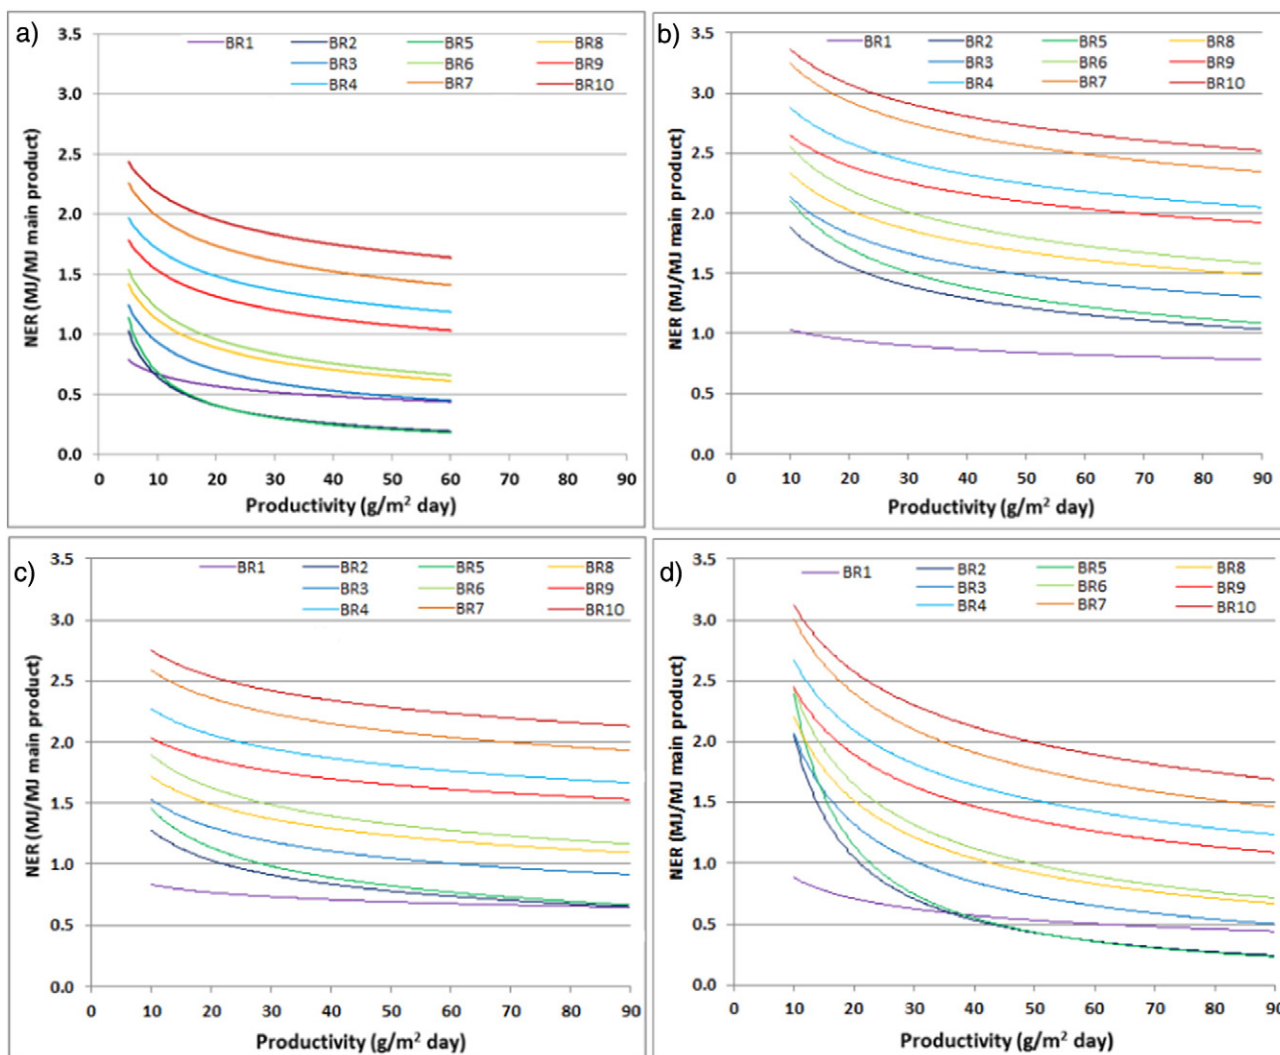 a)
3.5
3.0
2.5
2.0
1.5
1.0
0.5
0.0
NER (MJ/MJ main product)
BR1 BR2 BR5 BR8
BR3 BR6 BR9
BR4 BR7 BR10
0 10 20 30 40 50 60 70 80 90
Productivity (g/m² day)
b)
3.5
3.0
2.5
2.0
1.5
1.0
0.5
0.0
NER (MJ/MJ main product)
BR1 BR2 BR5 BR8
BR3 BR6 BR9
BR4 BR7 BR10
0 10 20 30 40 50 60 70 80 90
Productivity (g/m² day)
c)
3.5
3.0
2.5
2.0
1.5
1.0
0.5
0.0
NER (MJ/MJ main product)
BR1 BR2 BR5 BR8
BR3 BR6 BR9
BR4 BR7 BR10
0 10 20 30 40 50 60 70 80 90
Productivity (g/m² day)
d)
3.5
3.0
2.5
2.0
1.5
1.0
0.5
0.0
NER (MJ/MJ main product)
BR1 BR2 BR5 BR8
BR3 BR6 BR9
BR4 BR7 BR10
0 10 20 30 40 50 60 70 80 90
Productivity (g/m² day)